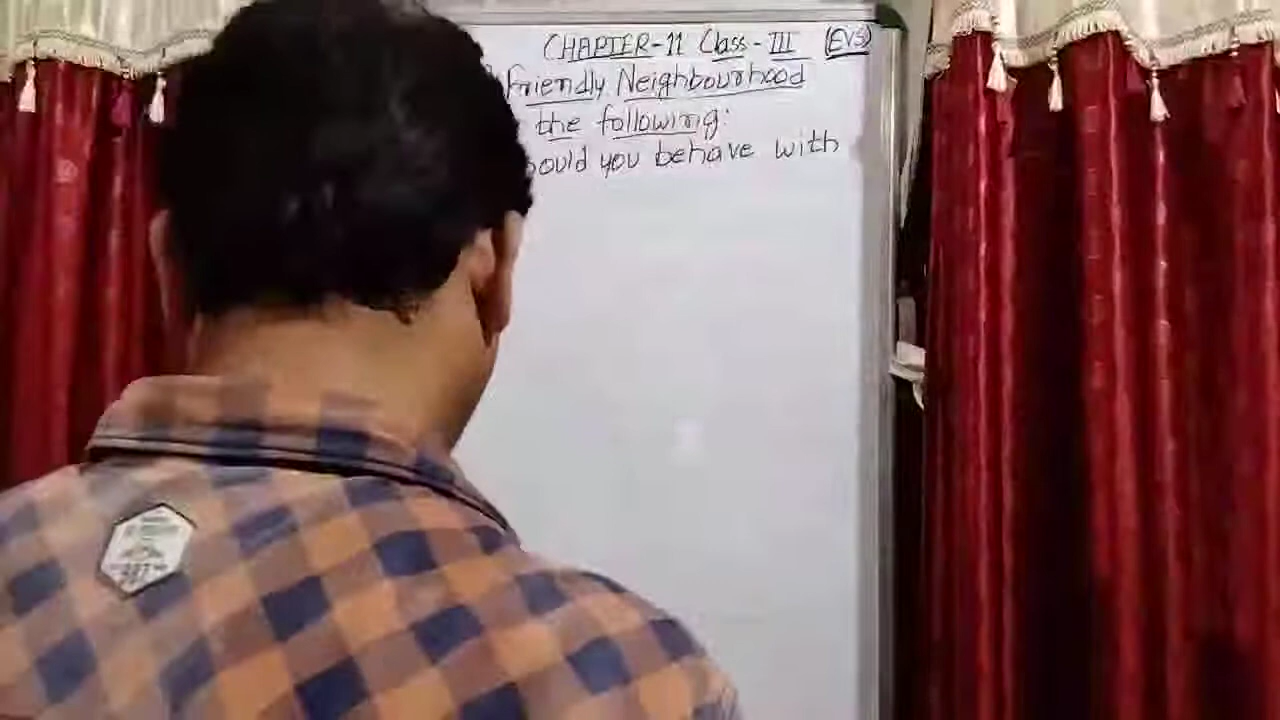 CHAPTER-11 Class-III (EVS)
Friendly Neighbourhood
the following:
ould you behave with